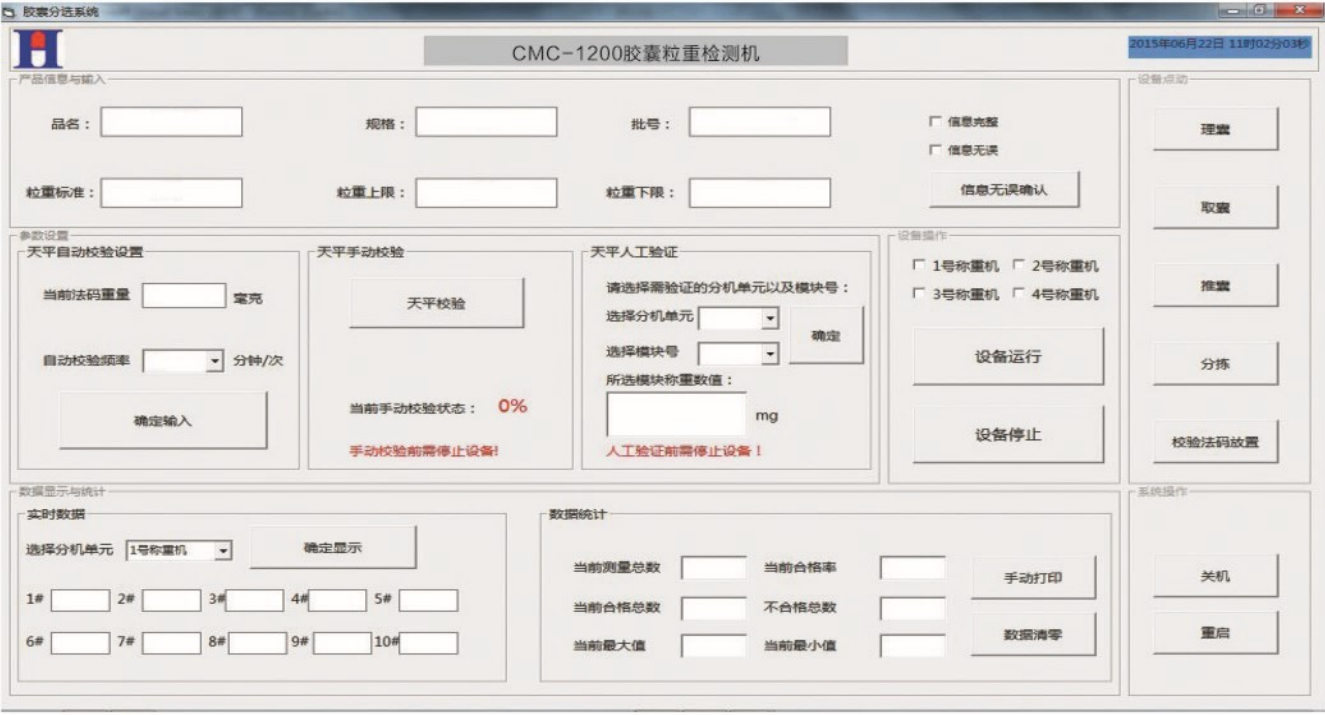 胶囊分选系统
CMC-1200胶囊粒重检测机
2015年06月22日 11时02分03秒
产品信息与输入
品名：
规格：
批号：
信息完整
信息无误
粒重标准：
粒重上限：
粒重下限：
信息无误确认
参数设置
天平自动校验设置
当前法码重量
毫克
自动校验频率
分钟/次
确定输入
天平手动校验
天平校验
当前手动校验状态：
0%
手动校验前需停止设备!
天平人工验证
请选择需验证的分机单元以及模块号：
选择分机单元
选择模块号
确定
所选模块称重数值：
mg
人工验证前需停止设备！
设备操作
1号称重机
2号称重机
3号称重机
4号称重机
设备运行
设备停止
设备点动
理囊
取囊
推囊
分拣
校验法码放置
数据显示与统计
实时数据
选择分机单元
1号称重机
确定显示
1#
2#
3#
4#
5#
6#
7#
8#
9#
10#
数据统计
当前测量总数
当前合格率
当前合格总数
不合格总数
当前最大值
当前最小值
手动打印
数据清零
系统操作
关机
重启